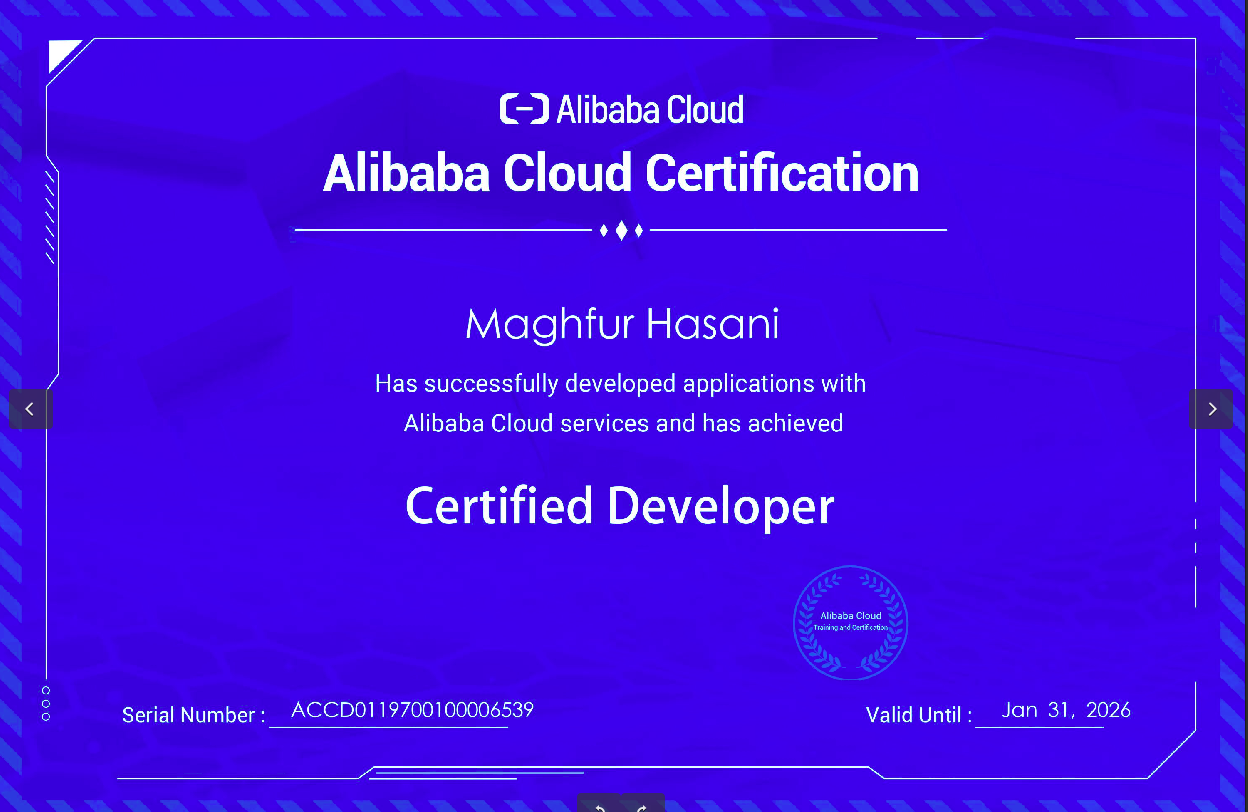 Alibaba Cloud
Alibaba Cloud Certification
Maghfur Hasani
Has successfully developed applications with
Alibaba Cloud services and has achieved
Certified Developer
Alibaba Cloud
Training and Certification
Serial Number : ACCD0119700100006539
Valid Until : Jan 31, 2026